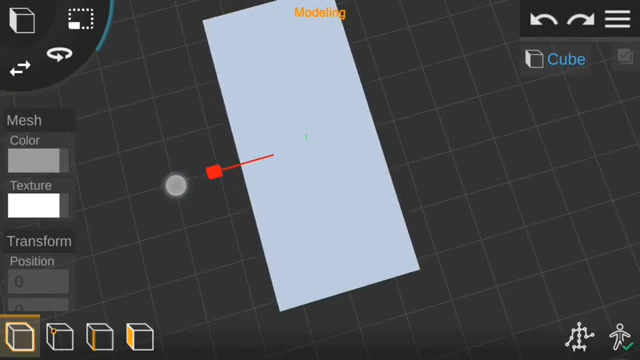 Modeling
Cube
Mesh
Color
Texture
Transform
Position
0